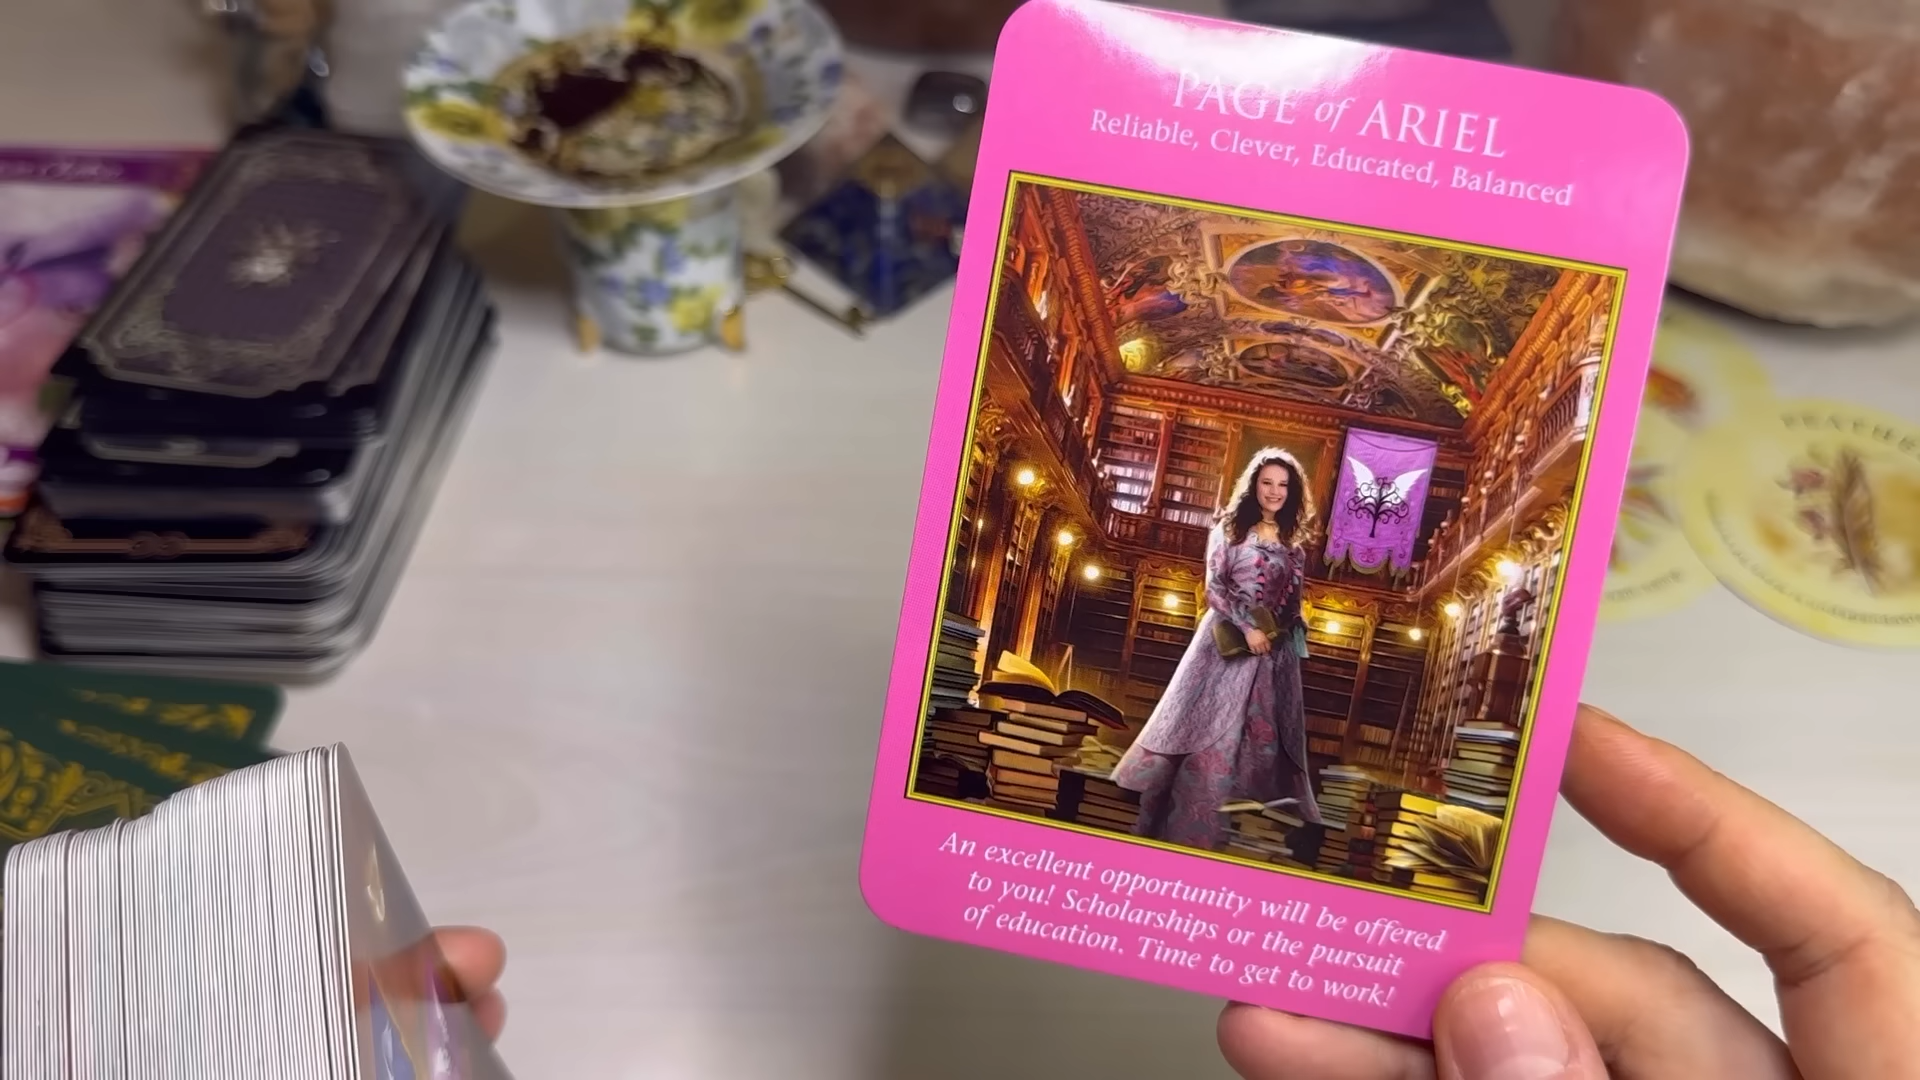 PAGE of ARIEL
Reliable, Clever, Educated, Balanced
An excellent opportunity will be offered
to you! Scholarships or the pursuit
of education. Time to get to work!